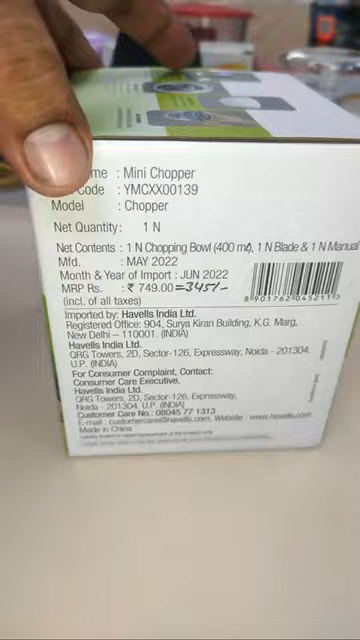 me : Mini Chopper
Code : YMCXX00139
Model : Chopper
Net Quantity: 1 N
Net Contents : 1 N Chopping Bowl (400 ml), 1 N Blade & 1 N Manual
Mfd. : MAY 2022
Month & Year of Import : JUN 2022
MRP Rs. : ₹ 749.00 = 345/-
(incl. of all taxes)
8 901762 045211
Imported by: Havells India Ltd.
Registered Office: 904, Surya Kiran Building, K.G. Marg,
New Delhi – 110001. (INDIA)
Havells India Ltd.
QRG Towers, 2D, Sector-126, Expressway, Noida - 201304.
U.P. (INDIA)
For Consumer Complaint, Contact:
Consumer Care Executive,
Havells India Ltd.
QRG Towers, 2D, Sector-126, Expressway,
Noida - 201304. U.P. (INDIA)
Customer Care No.: 08045 77 1313
E-mail : customercare@havells.com, Website : www.havells.com
Made in China